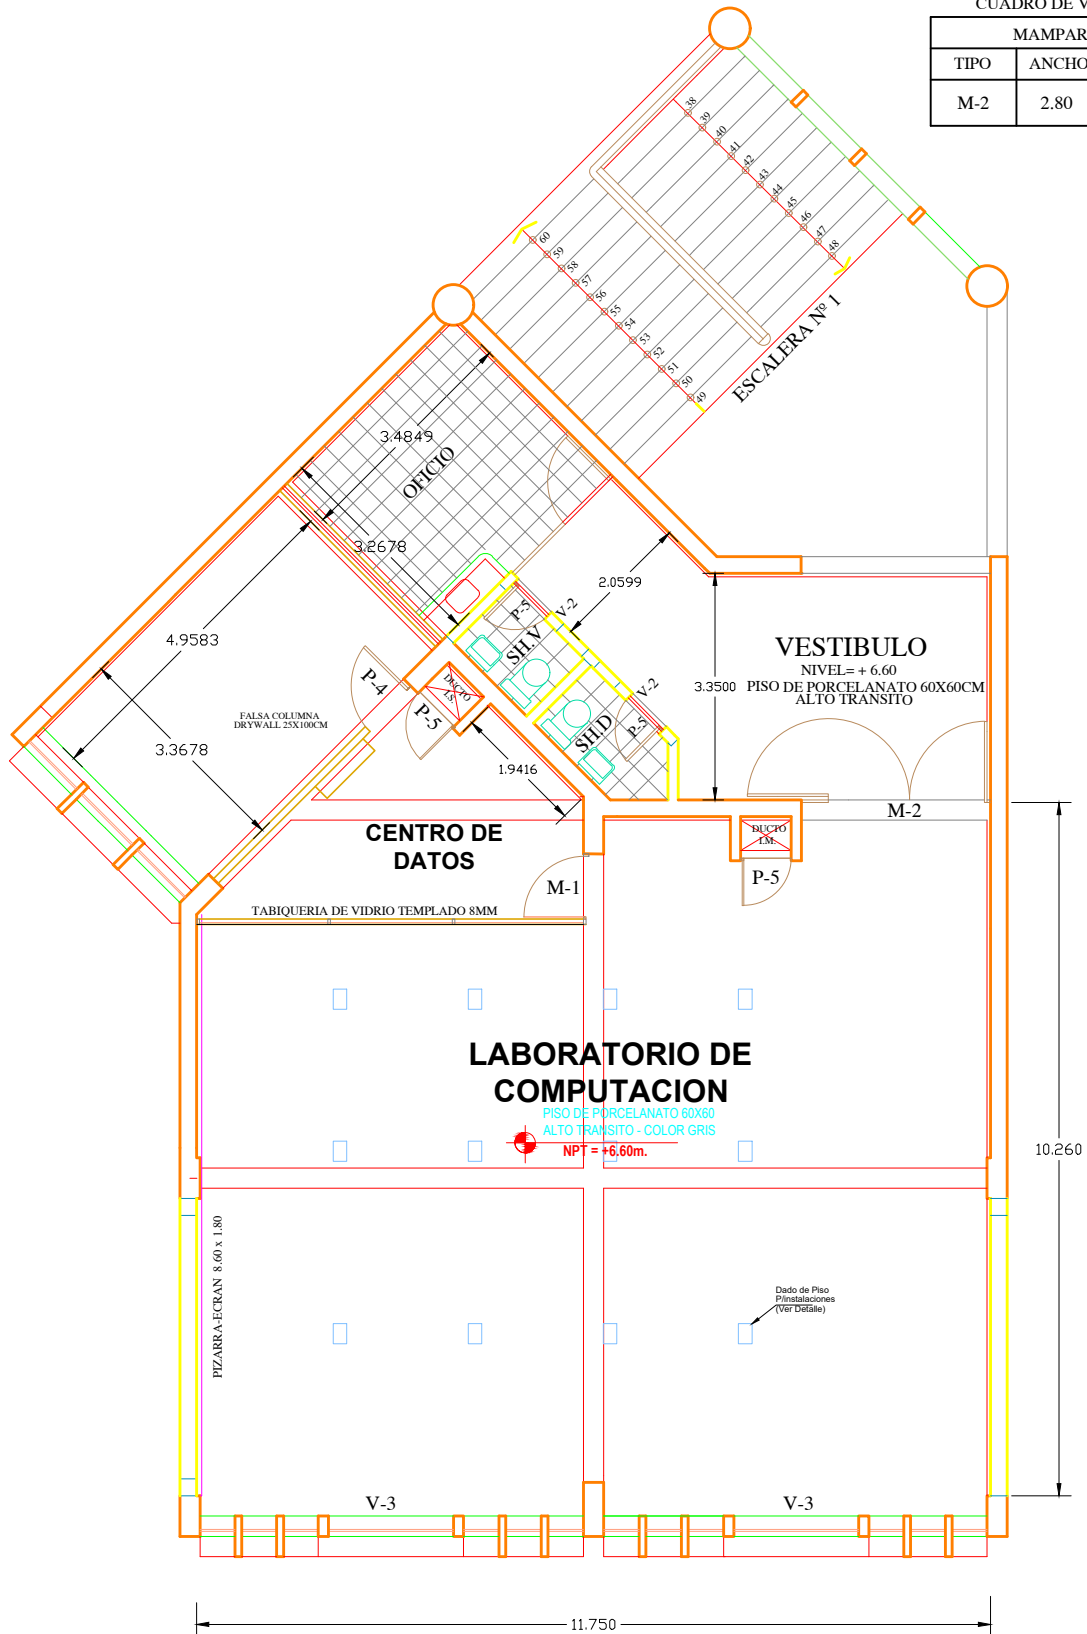 CUADRO DE V
MAMPAR
TIPO
ANCHO
M-2
2.80
38
39
40
41
42
43
44
45
46
47
48
60
59
58
57
56
55
54
53
52
51
50
49
ESCALERA Nº 1
3.4849
OFICIO
3.2678
2.0599
4.9583
P-5
V-2
SH.V
VESTIBULO
NIVEL= + 6.60
PISO DE PORCELANATO 60X60CM
ALTO TRANSITO
3.3500
P-4
DUCTO
I.S.
V-2
P-5
SH.D
P-5
FALSA COLUMNA
DRYWALL 25X100CM
3.3678
1.9416
M-2
CENTRO DE
DATOS
DUCTO
I.M.
P-5
M-1
TABIQUERIA DE VIDRIO TEMPLADO 8MM
LABORATORIO DE
COMPUTACION
PISO DE PORCELANATO 60X60
ALTO TRANSITO - COLOR GRIS
NPT = +6.60m.
10.260
PIZARRA-ECRAN 8.60 x 1.80
Dado de Piso
P/instalaciones
(Ver Detalle)
V-3
V-3
11.750